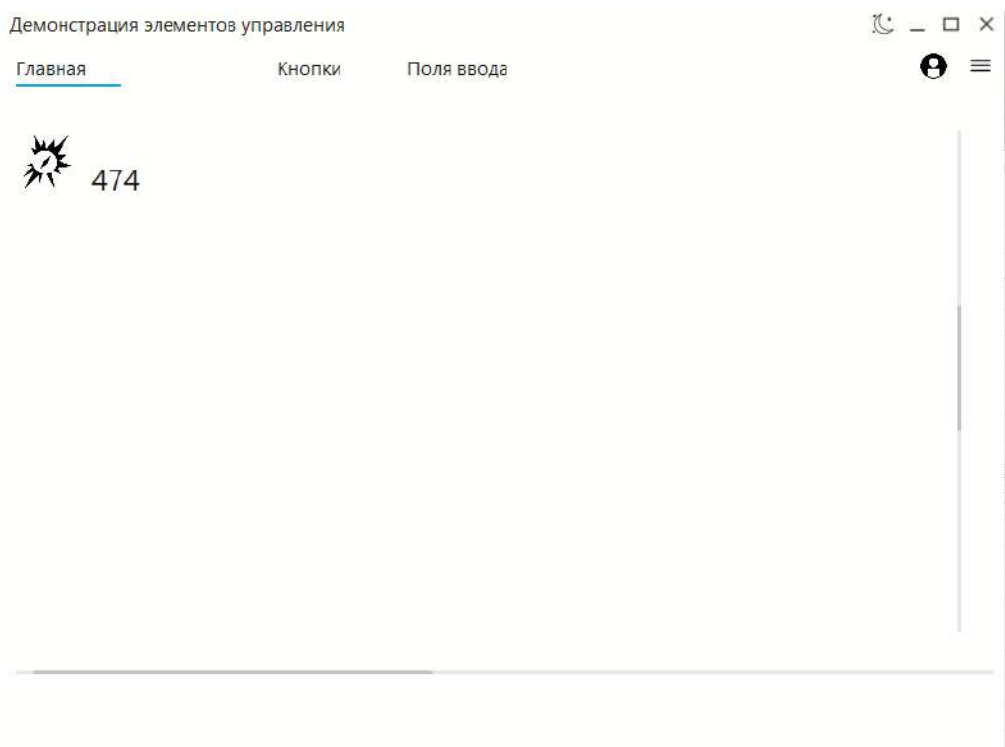 Демонстрация элементов управления
Главная Кнопки Поля ввода
474